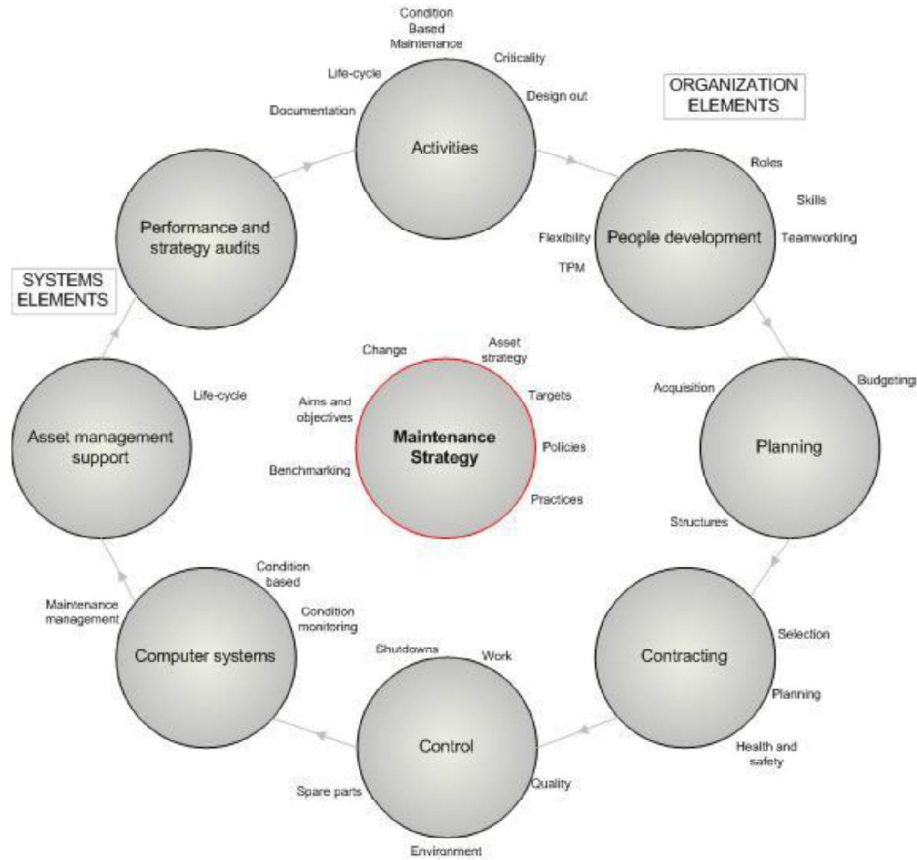 Condition
Based
Maintenance
Criticality
Life-cycle
Design out
Documentation
Activities
ORGANIZATION
ELEMENTS
Roles
Skills
Teamworking
Flexibility
TPM
People development
Performance and
strategy audits
SYSTEMS
ELEMENTS
Change
Asset
strategy
Targets
Aims and
objectives
Policies
Benchmarking
Practices
Maintenance
Strategy
Life-cycle
Asset management
support
Acquisition
Budgeting
Planning
Structures
Condition
based
Condition
monitoring
Maintenance
management
Computer systems
Selection
Planning
Health and
safety
Contracting
Shutdowns
Work
Control
Quality
Spare parts
Environment